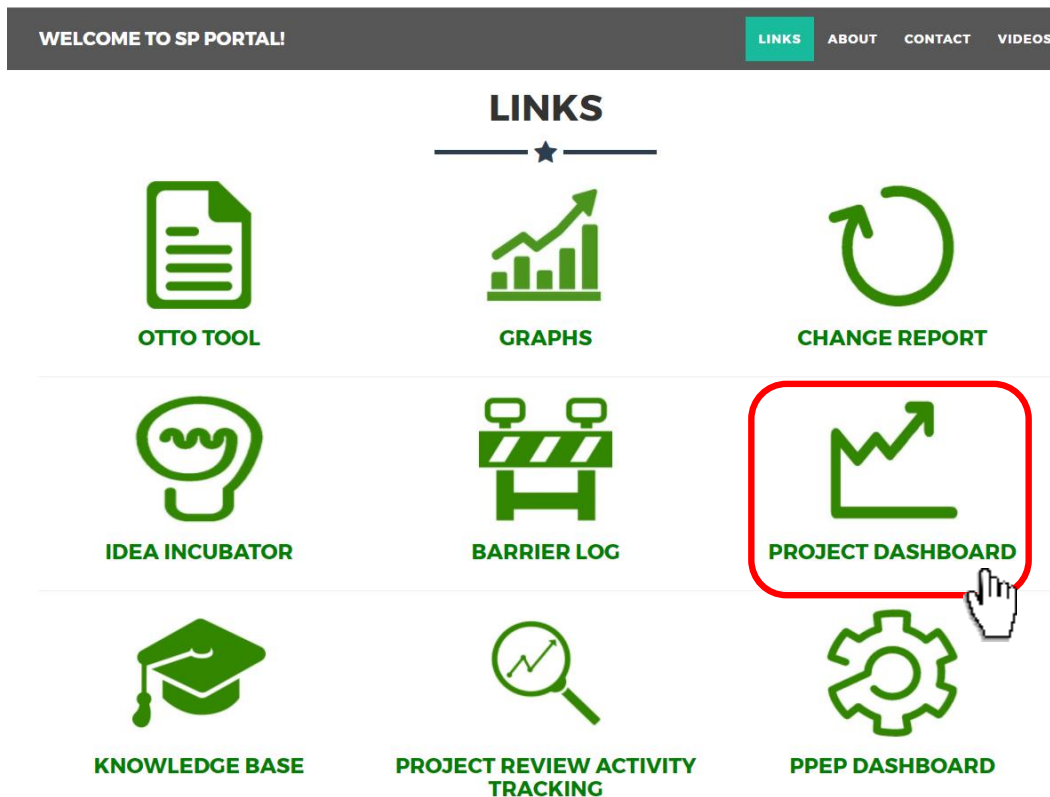 WELCOME TO SP PORTAL!
LINKS ABOUT CONTACT VIDEOS
LINKS
OTTO TOOL
GRAPHS
CHANGE REPORT
IDEA INCUBATOR
BARRIER LOG
PROJECT DASHBOARD
KNOWLEDGE BASE
PROJECT REVIEW ACTIVITY
TRACKING
PPEP DASHBOARD